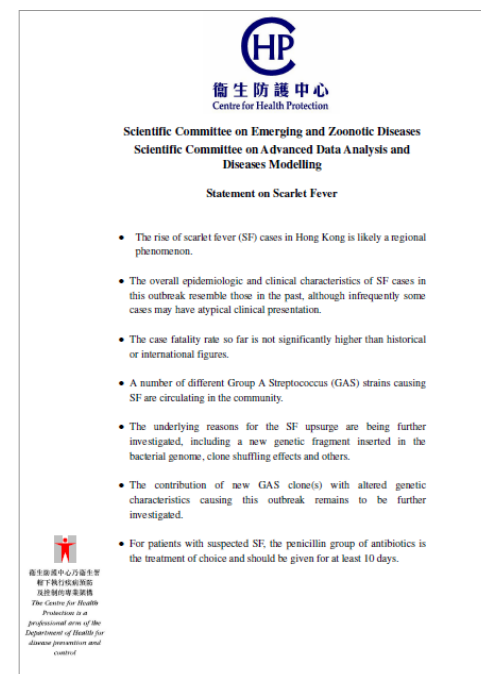 CHP
衞生防護中心
Centre for Health Protection
Scientific Committee on Emerging and Zoonotic Diseases
Scientific Committee on Advanced Data Analysis and
Diseases Modelling
Statement on Scarlet Fever
• The rise of scarlet fever (SF) cases in Hong Kong is likely a regional
phenomenon.
• The overall epidemiologic and clinical characteristics of SF cases in
this outbreak resemble those in the past, although infrequently some
cases may have atypical clinical presentation.
• The case fatality rate so far is not significantly higher than historical
or international figures.
• A number of different Group A Streptococcus (GAS) strains causing
SF are circulating in the community.
• The underlying reasons for the SF upsurge are being further
investigated, including a new genetic fragment inserted in the
bacterial genome, clone shuffling effects and others.
• The contribution of new GAS clone(s) with altered genetic
characteristics causing this outbreak remains to be further
investigated.
• For patients with suspected SF, the penicillin group of antibiotics is
the treatment of choice and should be given for at least 10 days.
衞生防護中心乃衞生署
轄下執行疾病預防
及控制的專業架構
The Centre for Health
Protection is a
professional arm of the
Department of Health for
disease prevention and
control